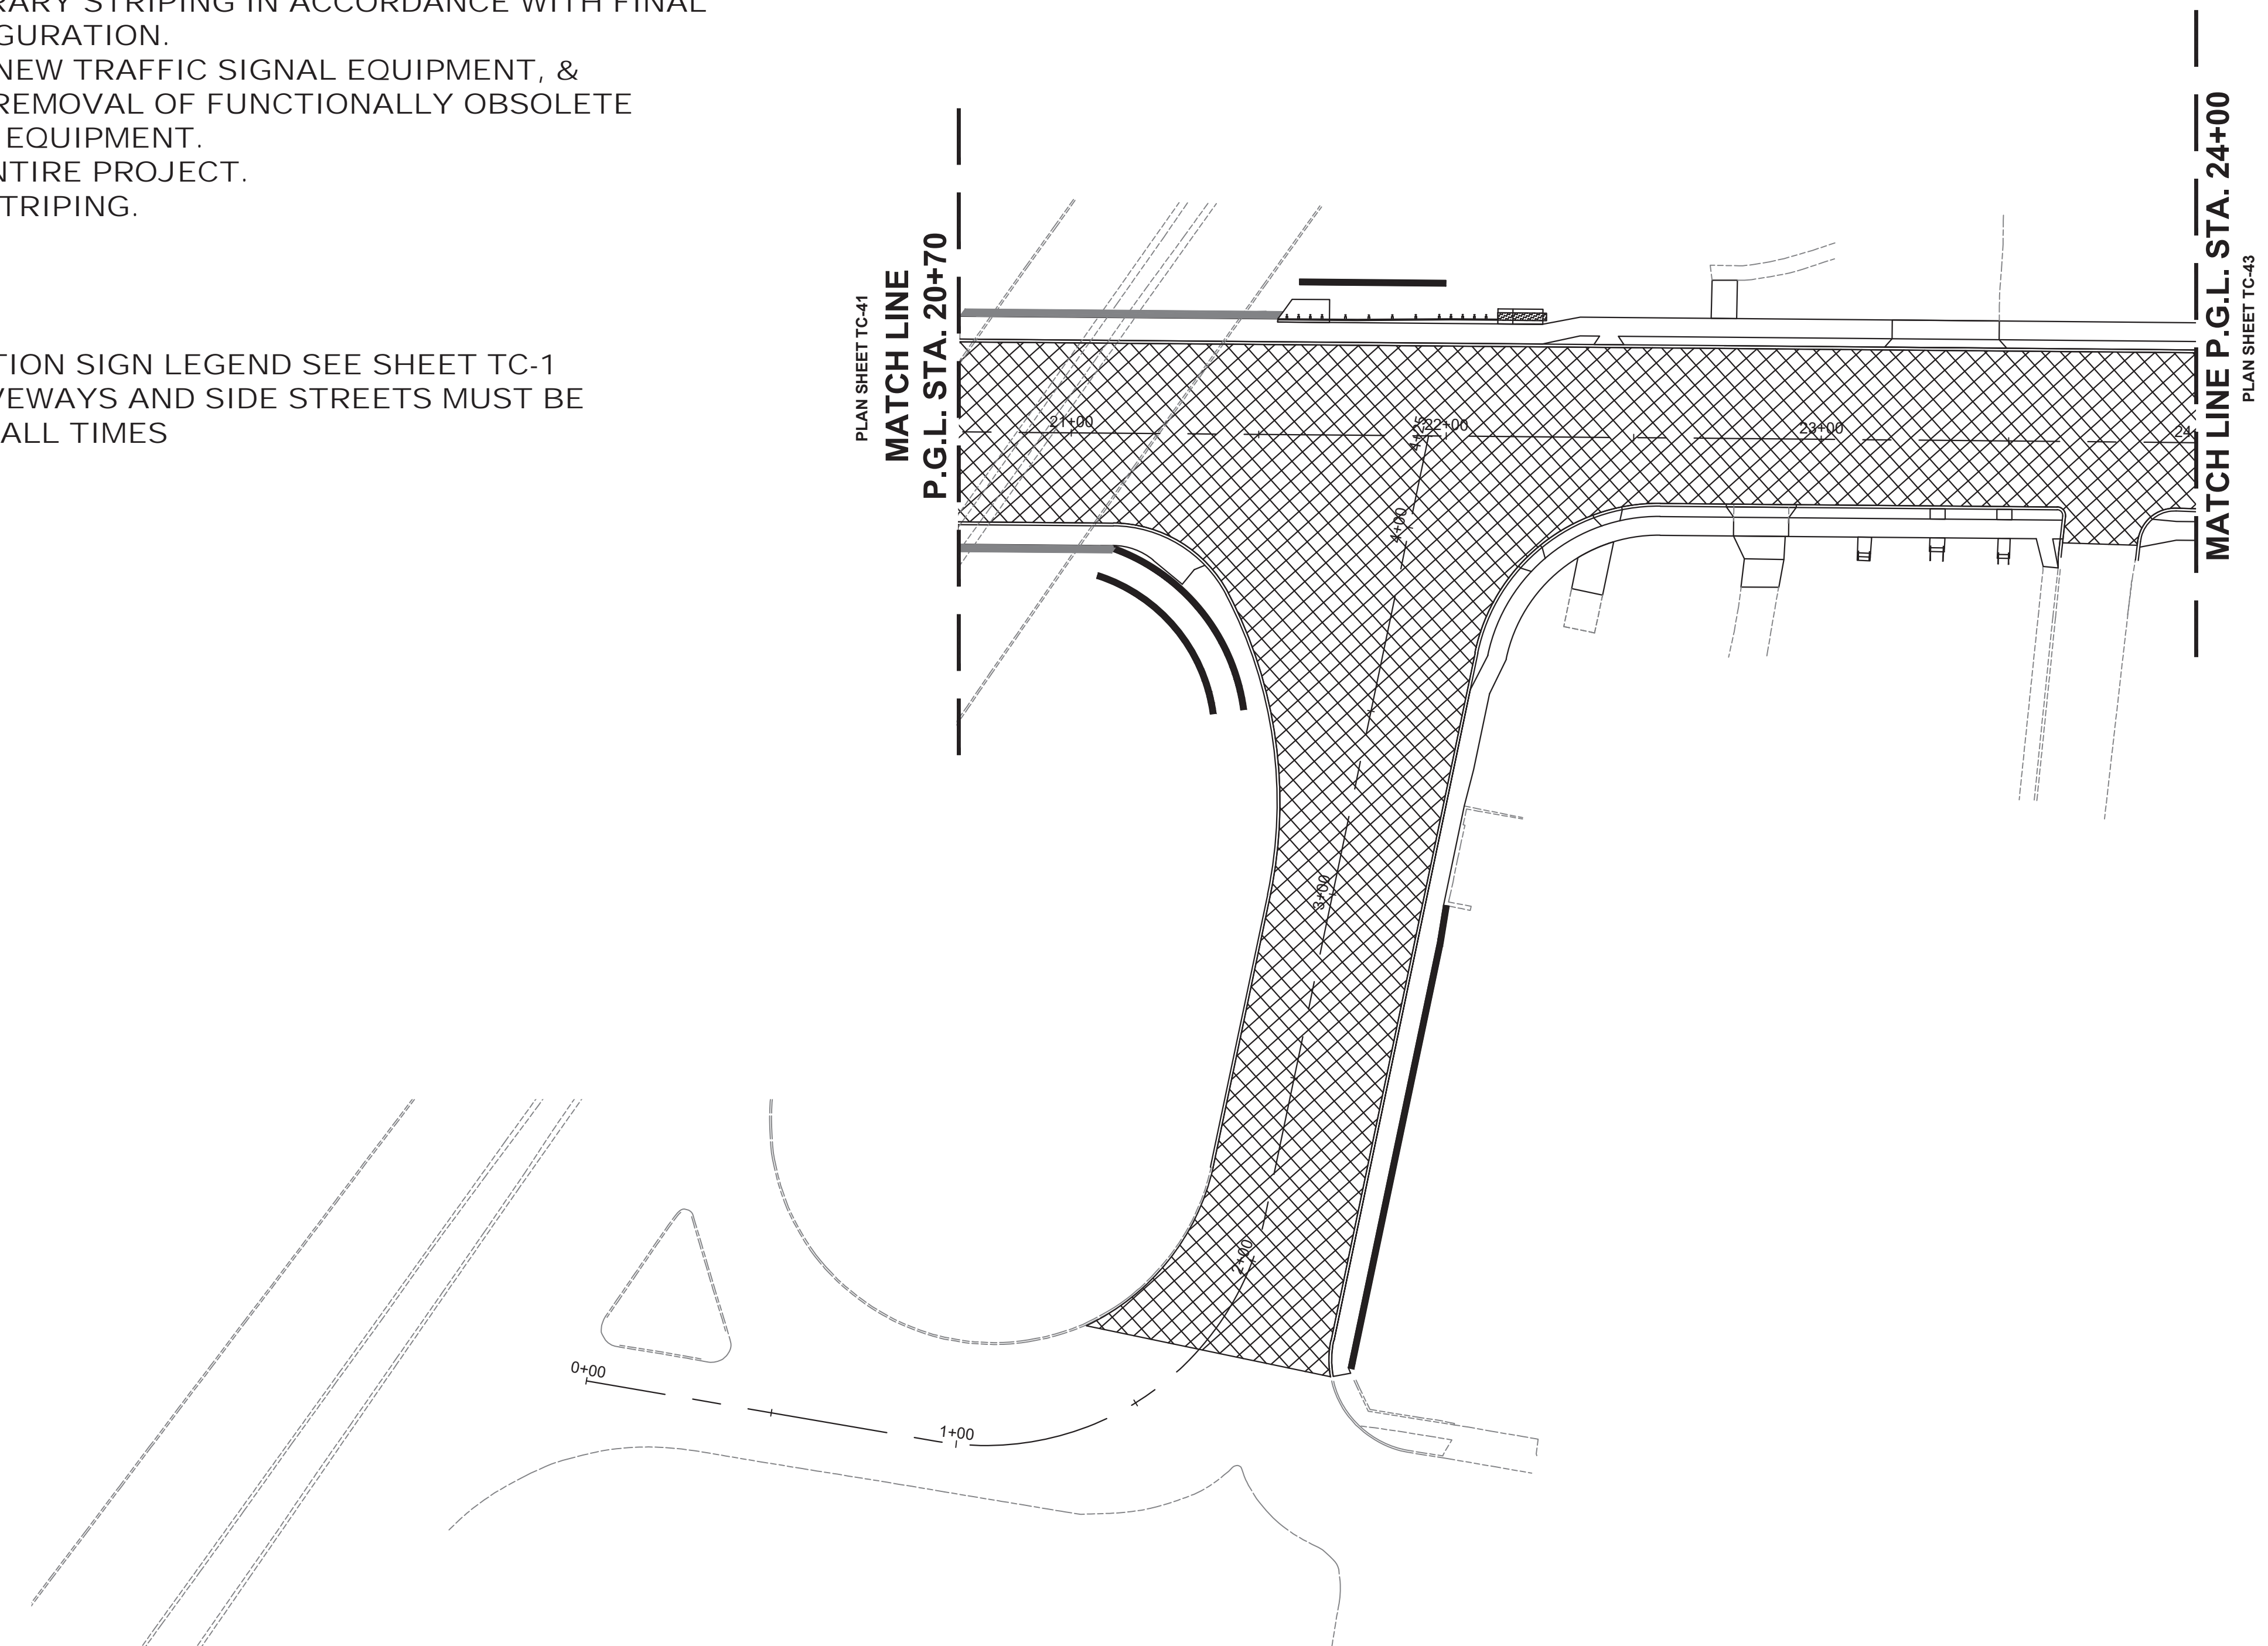 RARY STRIPING IN ACCORDANCE WITH FINAL
GURATION.
NEW TRAFFIC SIGNAL EQUIPMENT, &
REMOVAL OF FUNCTIONALLY OBSOLETE
EQUIPMENT.
NTIRE PROJECT.
TRIPING.
TION SIGN LEGEND SEE SHEET TC-1
VEWAYS AND SIDE STREETS MUST BE
ALL TIMES
PLAN SHEET TC-41
MATCH LINE
P.G.L. STA. 20+70
MATCH LINE P.G.L. STA. 24+00
PLAN SHEET TC-43
21+00
4+25
22+00
23+00
24
4+00
3+00
2+00
0+00
1+00